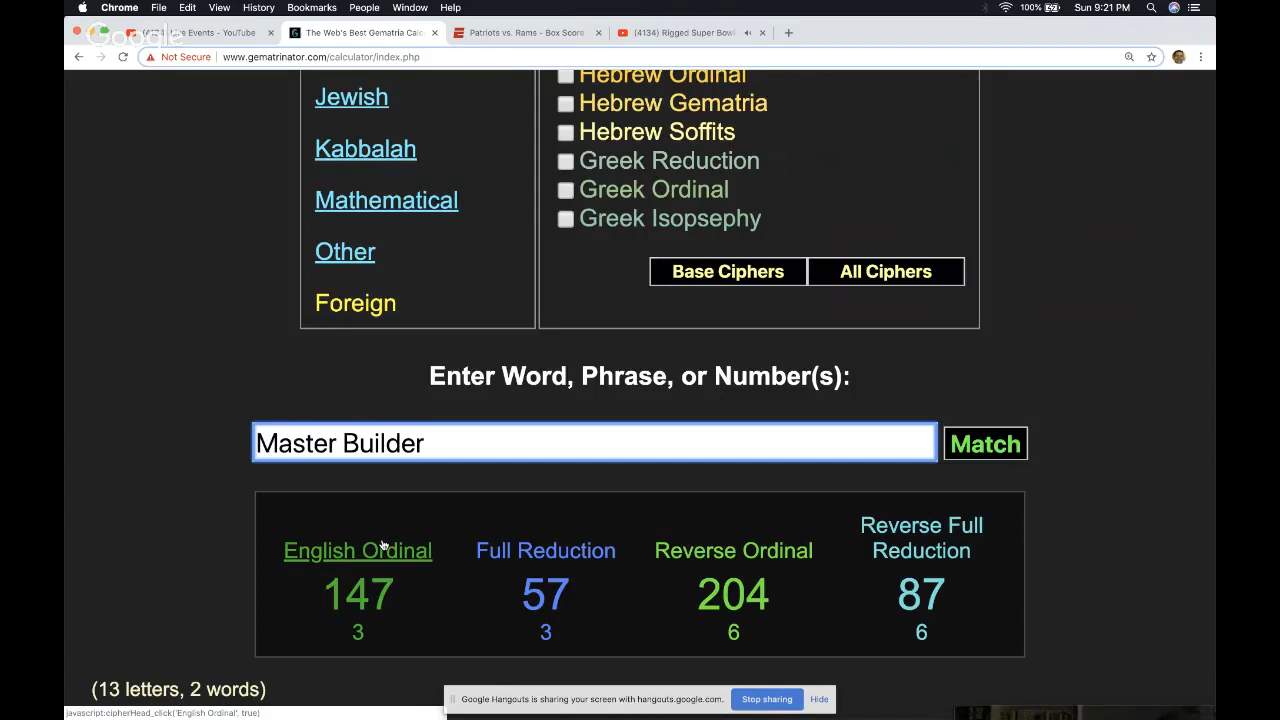 Chrome File Edit View History Bookmarks People Window Help 100% Sun 9:21 PM
Google
Live Events - YouTube The Web's Best Gematria Calc Patriots vs. Rams - Box Score (4134) Rigged Super Bowl
Not Secure www.gematrinator.com/calculator/index.php
Jewish
Kabbalah
Mathematical
Other
Foreign
Hebrew Ordinal
Hebrew Gematria
Hebrew Soffits
Greek Reduction
Greek Ordinal
Greek Isopsephy
Base Ciphers All Ciphers
Enter Word, Phrase, or Number(s):
Master Builder Match
English Ordinal
147
3
Full Reduction
57
3
Reverse Ordinal
204
6
Reverse Full
Reduction
87
6
(13 letters, 2 words)
Google Hangouts is sharing your screen with hangouts.google.com. Stop sharing Hide
javascript:cipherHead_click('English Ordinal', true)